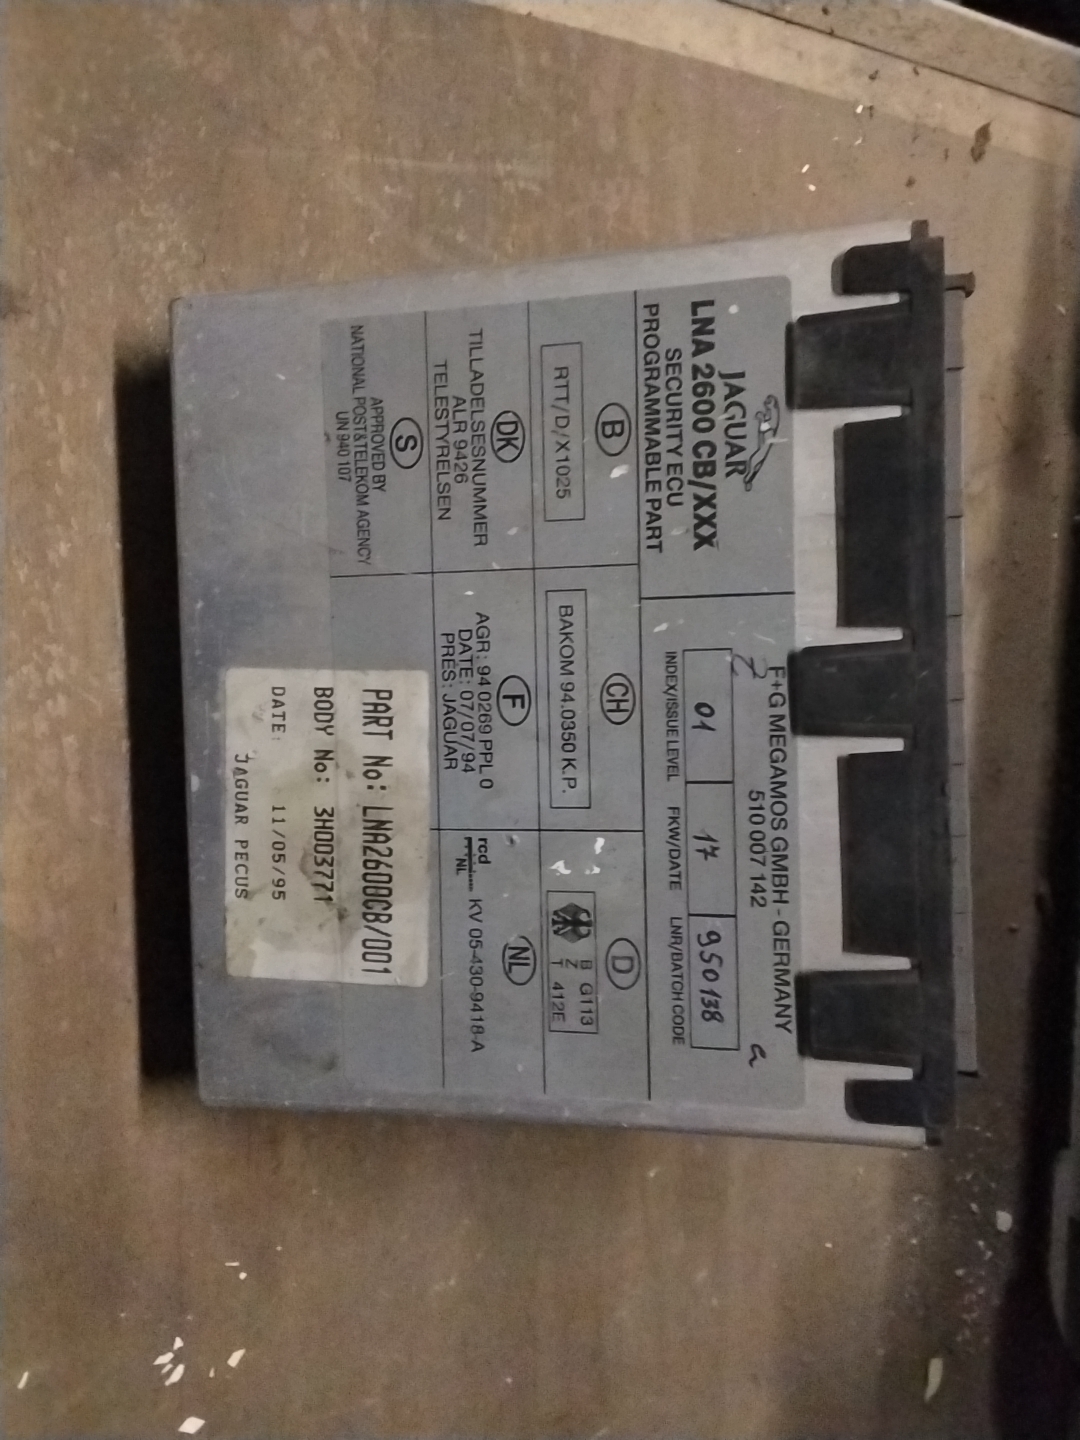 JAGUAR
LNA 2600 CB/XXX
SECURITY ECU
PROGRAMMABLE PART
F+G MEGAMOS GMBH - GERMANY
510 007 142
a
2
01
17
950138
INDEX/ISSUE LEVEL
FKW/DATE
LNR/BATCH CODE
B
RTT/D/X1025
CH
BAKOM 94.0350 K.P.
D
B
Z
T
G113
412E
DK
TILLADELSESNUMMER
ALR 9426
TELESTYRELSEN
F
AGR: 94 0269 PPL 0
DATE: 07/07/94
PRES: JAGUAR
NL
rcd
NL
KV 05-430-9418-A
S
APPROVED BY
NATIONAL POST&TELEKOM AGENCY
UN 940 107
PART No: LNA2600CB/001
BODY No: 3H003771
DATE: 11/05/95
JAGUAR PECUS